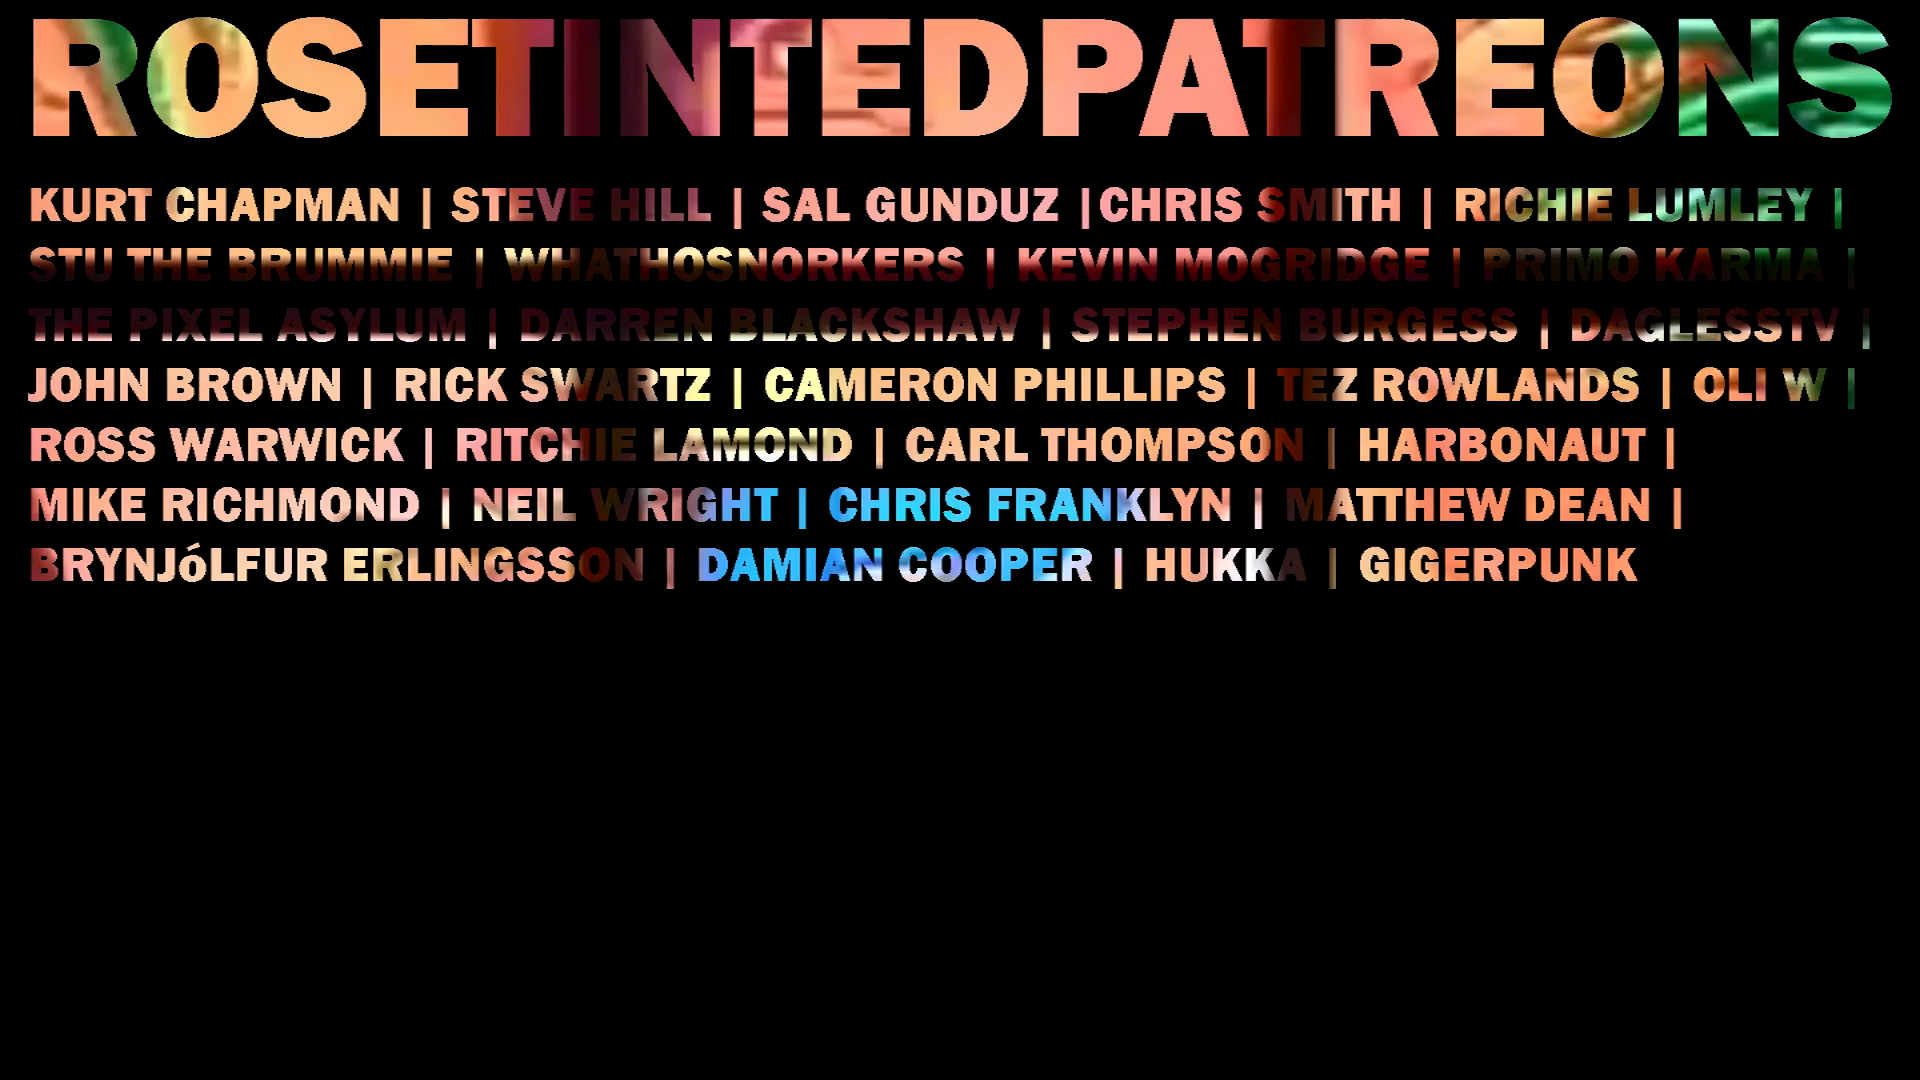 ROSETINTEDPATREONS
KURT CHAPMAN | STEVE HILL | SAL GUNDUZ |CHRIS SMITH | RICHIE LUMLEY |
STU THE BRUMMIE | WHATHOSNORKERS | KEVIN MOGRIDGE | PRIMO KARMA |
THE PIXEL ASYLUM | DARREN BLACKSHAW | STEPHEN BURGESS | DAGLESSTV |
JOHN BROWN | RICK SWARTZ | CAMERON PHILLIPS | TEZ ROWLANDS | OLI W |
ROSS WARWICK | RITCHIE LAMOND | CARL THOMPSON | HARBONAUT |
MIKE RICHMOND | NEIL WRIGHT | CHRIS FRANKLYN | MATTHEW DEAN |
BRYNJóLFUR ERLINGSSON | DAMIAN COOPER | HUKKA | GIGERPUNK